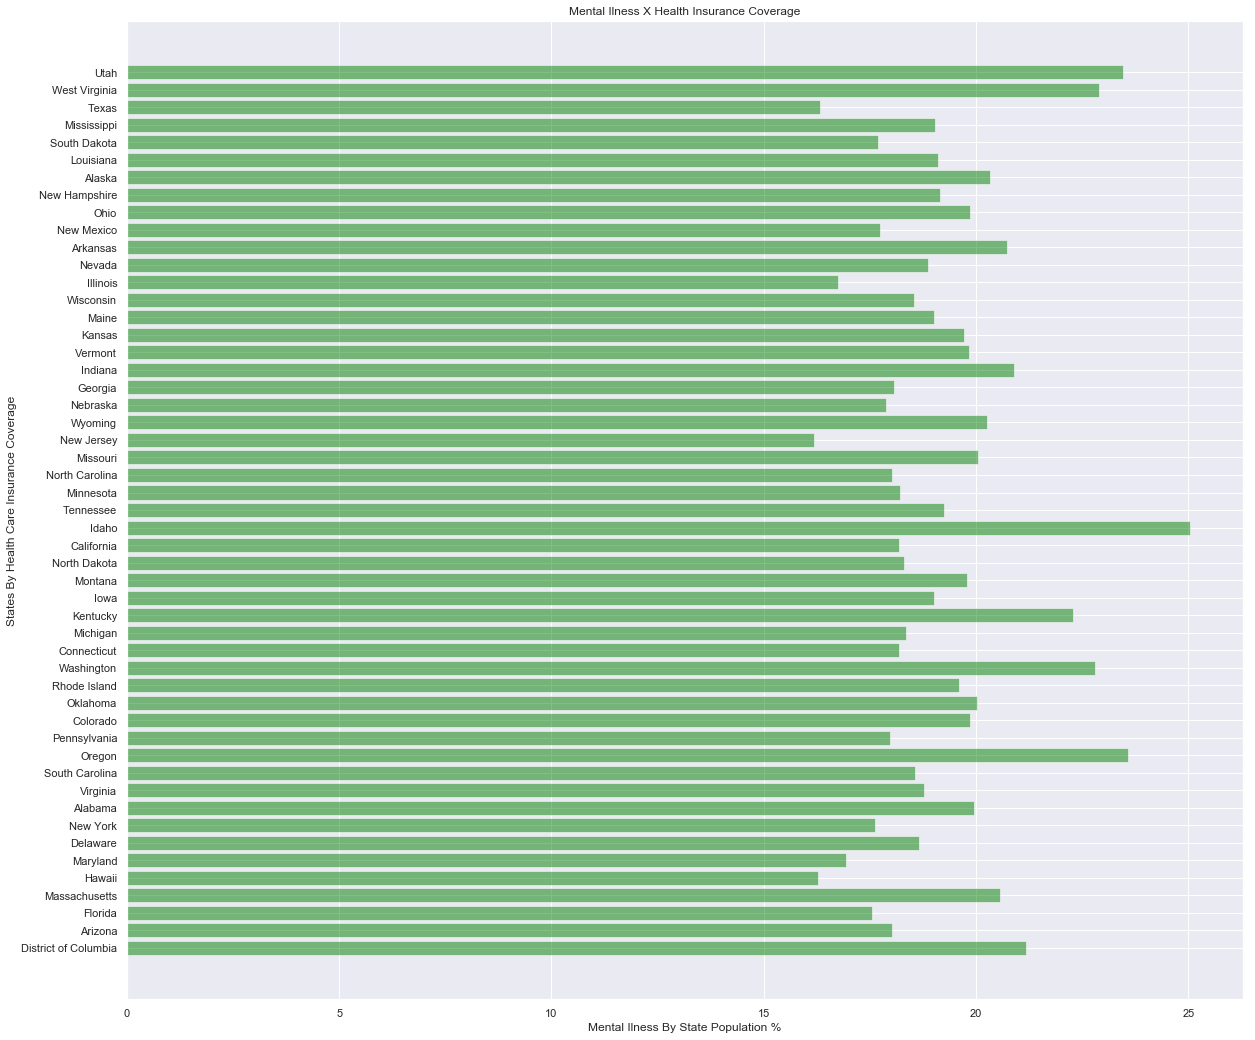 Mental Ilness X Health Insurance Coverage
States By Health Care Insurance Coverage
Utah
West Virginia
Texas
Mississippi
South Dakota
Louisiana
Alaska
New Hampshire
Ohio
New Mexico
Arkansas
Nevada
Illinois
Wisconsin
Maine
Kansas
Vermont
Indiana
Georgia
Nebraska
Wyoming
New Jersey
Missouri
North Carolina
Minnesota
Tennessee
Idaho
California
North Dakota
Montana
Iowa
Kentucky
Michigan
Connecticut
Washington
Rhode Island
Oklahoma
Colorado
Pennsylvania
Oregon
South Carolina
Virginia
Alabama
New York
Delaware
Maryland
Hawaii
Massachusetts
Florida
Arizona
District of Columbia
0 5 10 15 20 25
Mental Ilness By State Population %